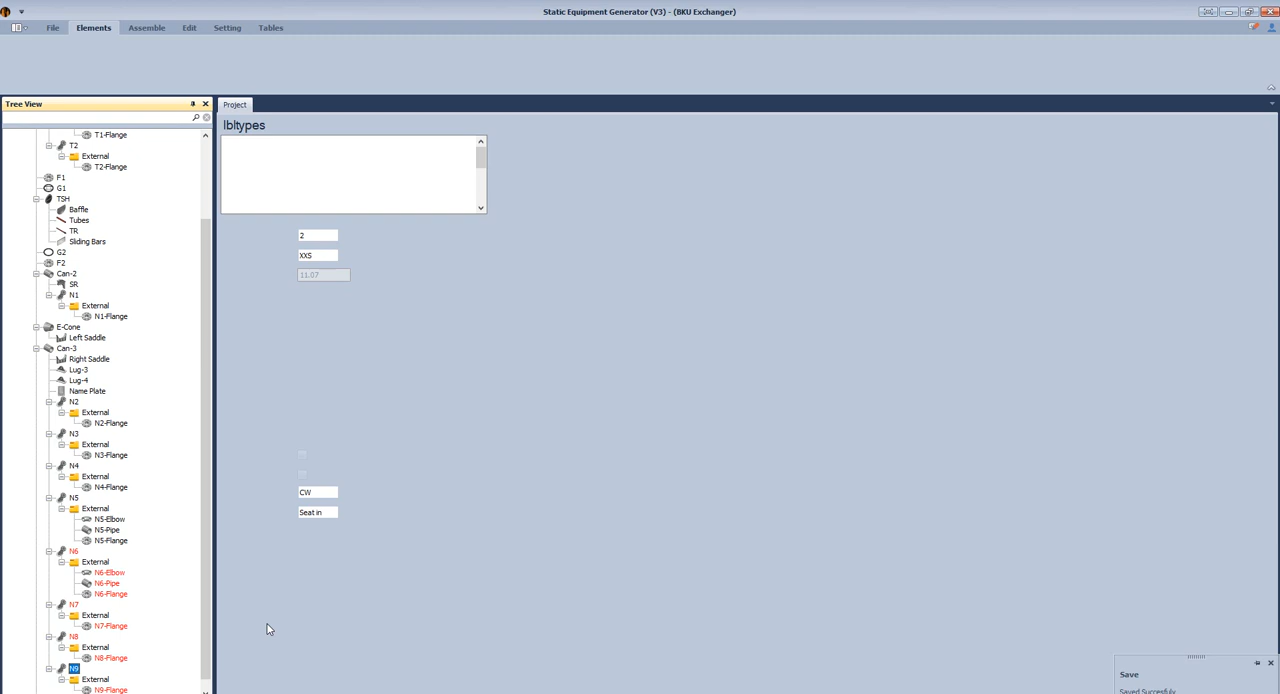 Static Equipment Generator (V3) - (BKU Exchanger)
File Elements Assemble Edit Setting Tables
Tree View
Project
lbltypes
T1-Flange
T2
External
T2-Flange
F1
G1
TSH
Baffle
Tubes
TR
Sliding Bars
G2
F2
Can-2
SR
N1
External
N1-Flange
E-Cone
Left Saddle
Can-3
Right Saddle
Lug-3
Lug-4
Name Plate
N2
External
N2-Flange
N3
External
N3-Flange
N4
External
N4-Flange
N5
External
N5-Elbow
N5-Pipe
N5-Flange
N6
External
N6-Elbow
N6-Pipe
N6-Flange
N7
External
N7-Flange
N8
External
N8-Flange
N9
External
N9-Flange
2
XXS
11.07
CW
Seat in
Save
Saved Succesfuly